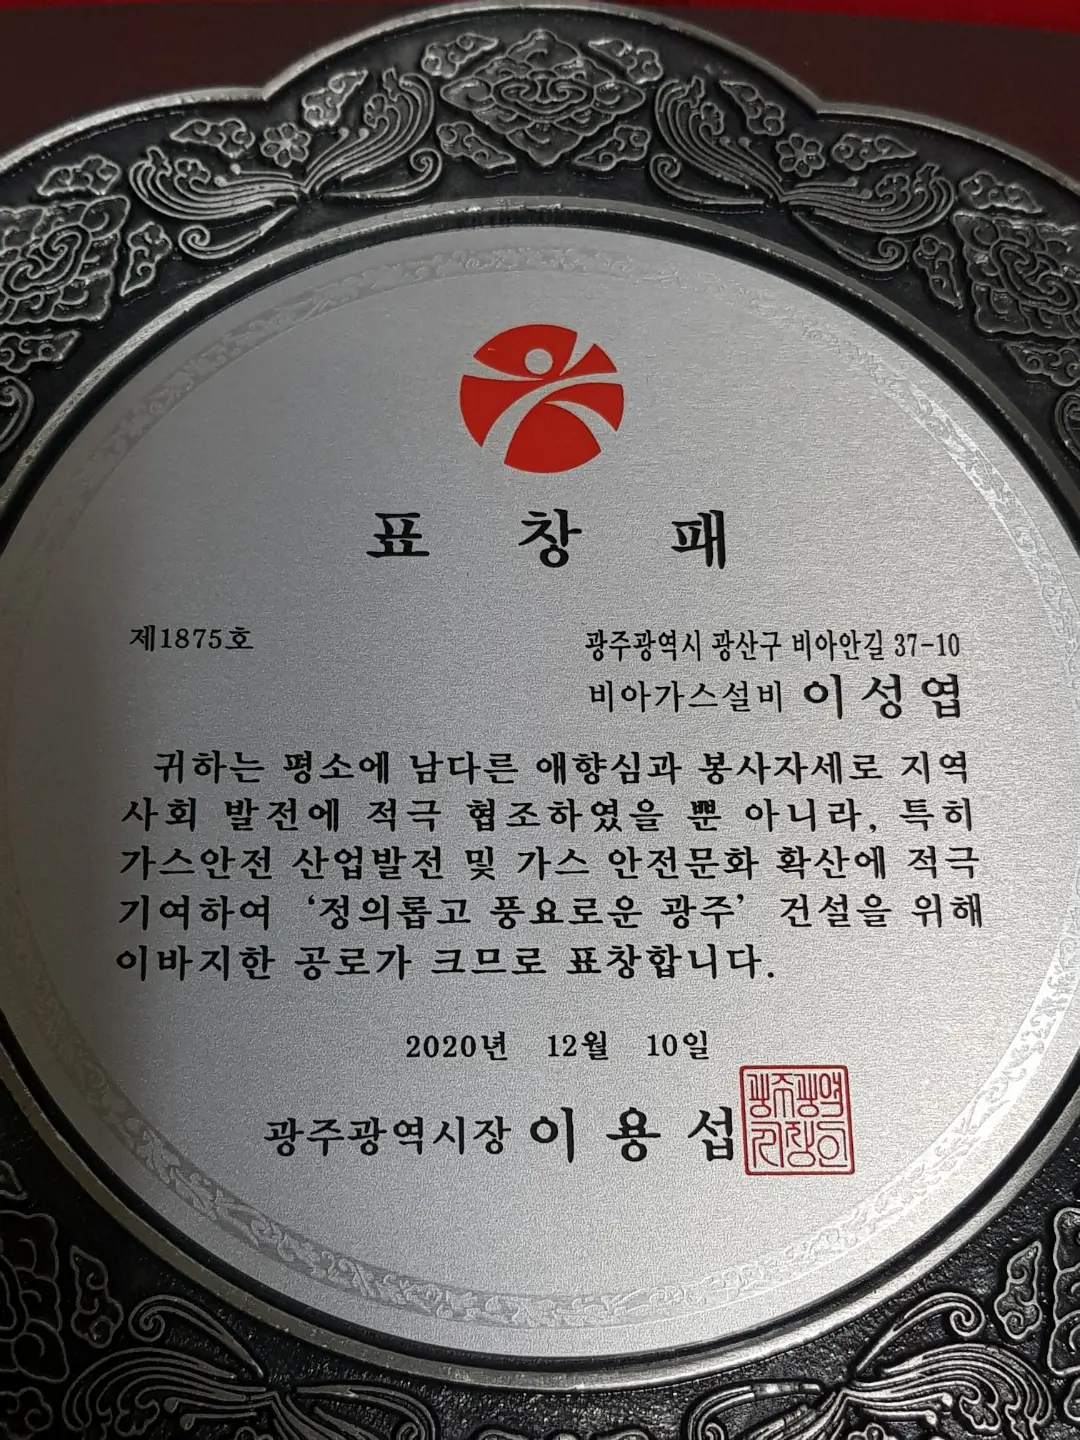 표 창 패
제1875호
광주광역시 광산구 비아안길 37-10
비아가스설비 이성엽
귀하는 평소에 남다른 애향심과 봉사자세로 지역
사회 발전에 적극 협조하였을 뿐 아니라, 특히
가스안전 산업발전 및 가스 안전문화 확산에 적극
기여하여 ‘정의롭고 풍요로운 광주’ 건설을 위해
이바지한 공로가 크므로 표창합니다.
2020년 12월 10일
광주광역시장 이 용 섭
광주광역
시장인